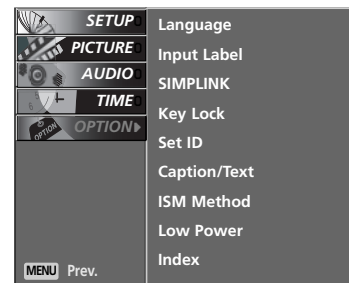 SETUP
PICTURE
AUDIO
TIME
OPTION
MENU Prev.
Language
Input Label
SIMPLINK
Key Lock
Set ID
Caption/Text
ISM Method
Low Power
Index